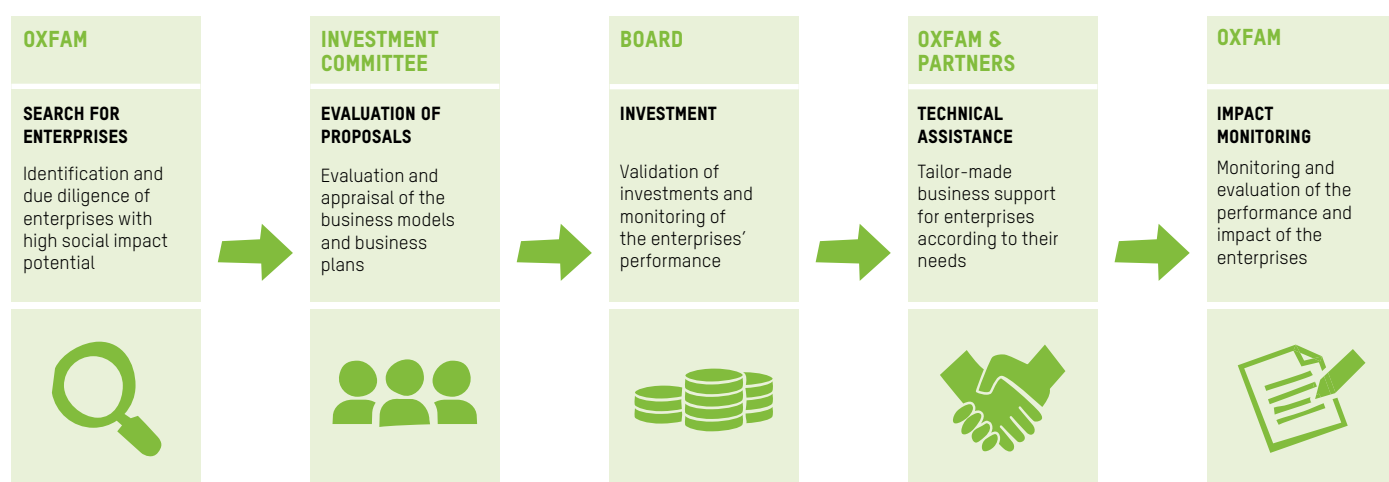 OXFAM
SEARCH FOR
ENTERPRISES
Identification and
due diligence of
enterprises with
high social impact
potential
INVESTMENT
COMMITTEE
EVALUATION OF
PROPOSALS
Evaluation and
appraisal of the
business models
and business
plans
BOARD
INVESTMENT
Validation of
investments and
monitoring of
the enterprises’
performance
OXFAM &
PARTNERS
TECHNICAL
ASSISTANCE
Tailor-made
business support
for enterprises
according to their
needs
OXFAM
IMPACT
MONITORING
Monitoring and
evaluation of the
performance and
impact of the
enterprises